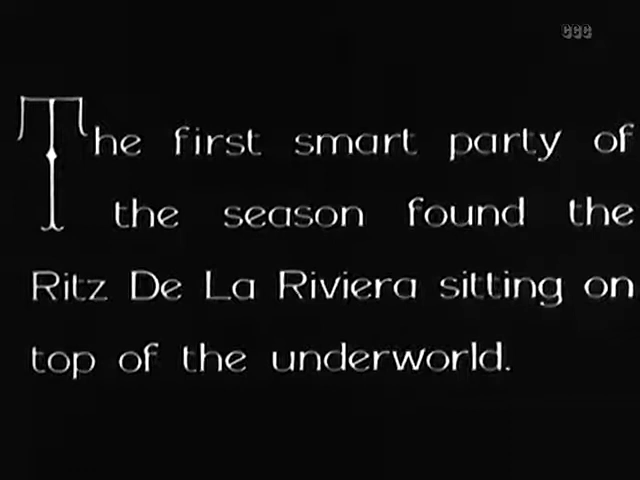 CCC
The first smart party of
the season found the
Ritz De La Riviera sitting on
top of the underworld.